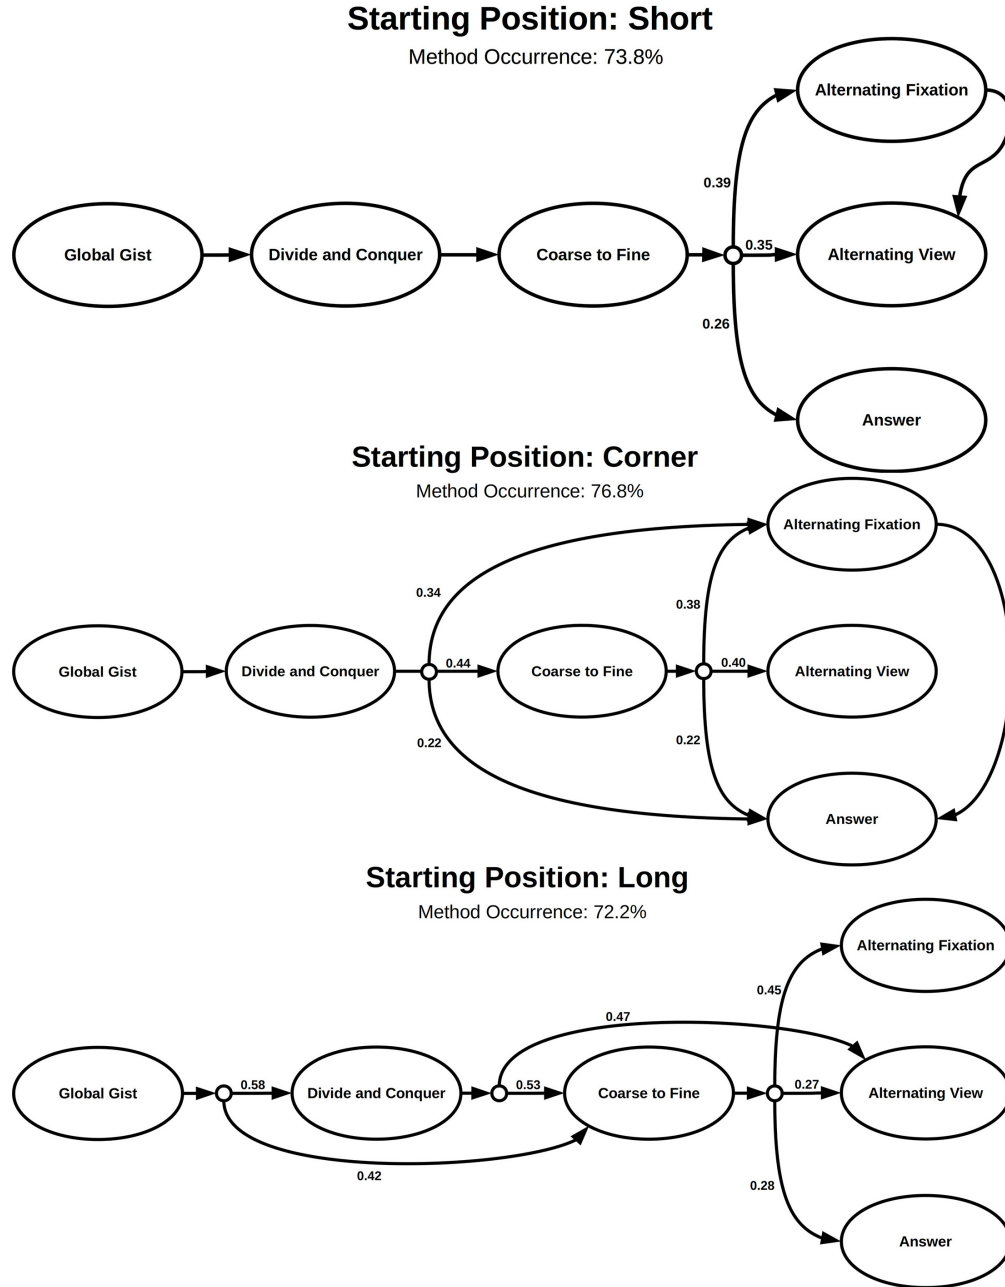 Starting Position: Short
Method Occurrence: 73.8%
Alternating Fixation
0.39
Global Gist
Divide and Conquer
Coarse to Fine
0.35
Alternating View
0.26
Answer
Starting Position: Corner
Method Occurrence: 76.8%
Alternating Fixation
0.34
0.38
Global Gist
Divide and Conquer
0.44
Coarse to Fine
0.40
Alternating View
0.22
0.22
Answer
Starting Position: Long
Method Occurrence: 72.2%
Alternating Fixation
0.45
0.47
Global Gist
0.58
Divide and Conquer
0.53
Coarse to Fine
0.27
Alternating View
0.42
0.28
Answer